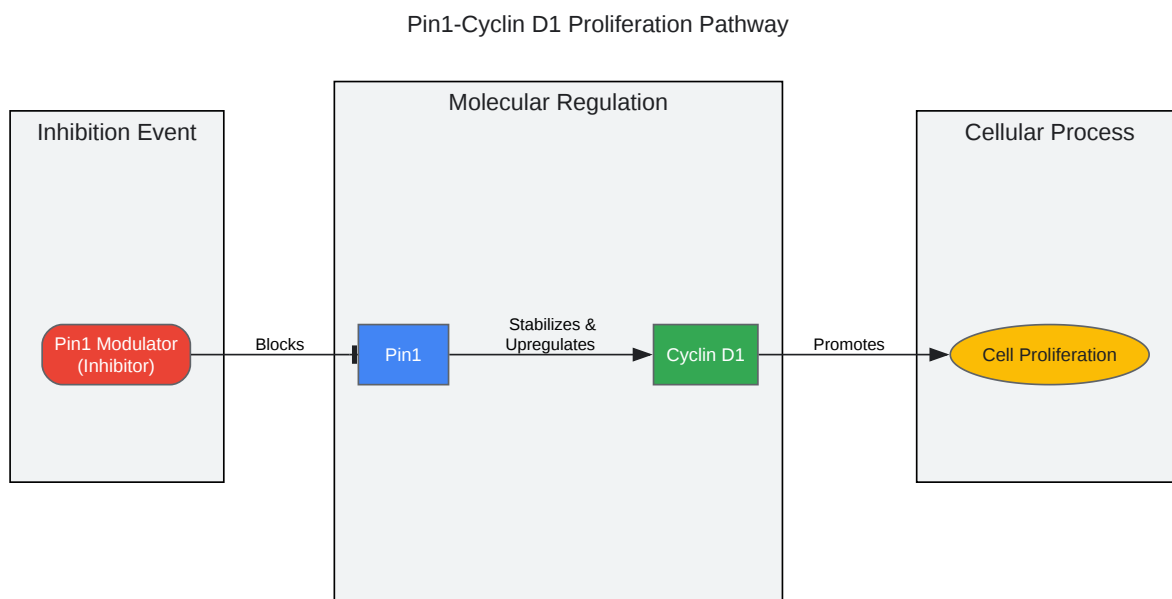 Pin1-Cyclin D1 Proliferation Pathway
Inhibition Event
Molecular Regulation
Cellular Process
Pin1 Modulator
(Inhibitor)
Blocks
Pin1
Stabilizes &
Upregulates
Cyclin D1
Promotes
Cell Proliferation